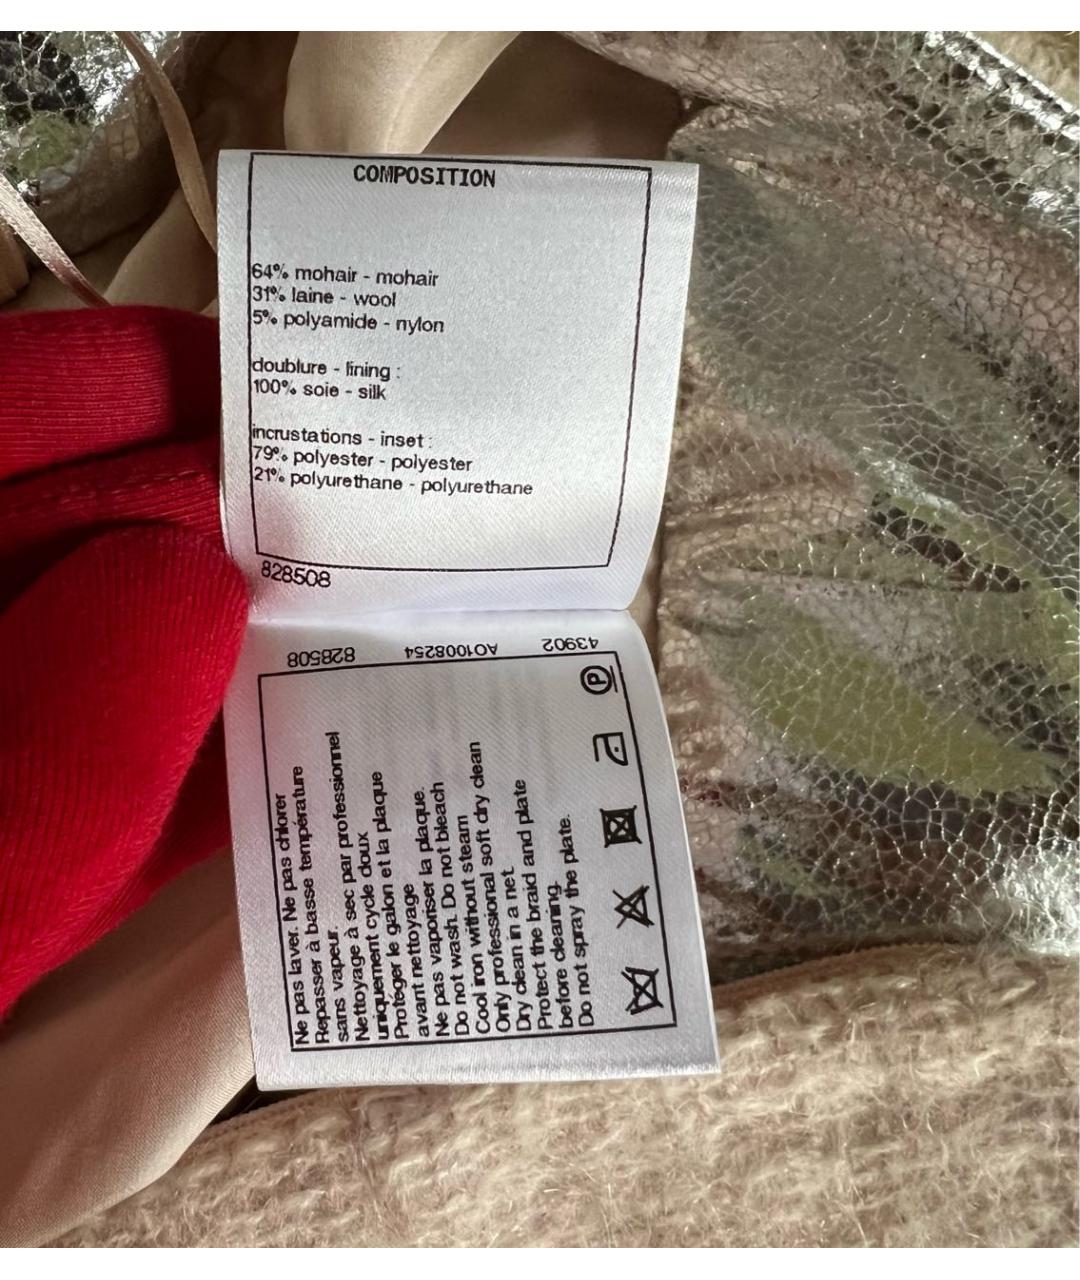 COMPOSITION
64% mohair - mohair
31% laine - wool
5% polyamide - nylon
doublure - lining :
100% soie - silk
incrustations - inset :
79% polyester - polyester
21% polyurethane - polyurethane
828508
43902 AO1008254 828508
Ne pas laver. Ne pas chlorer
Repasser à basse température
sans vapeur.
Nettoyage à sec par professionnel
uniquement cycle doux
Protéger le galon et la plaque
avant nettoyage
Ne pas vaporiser la plaque.
Do not wash. Do not bleach
Cool iron without steam
Only professional soft dry clean
Dry clean in a net.
Protect the braid and plate
before cleaning.
Do not spray the plate.
P